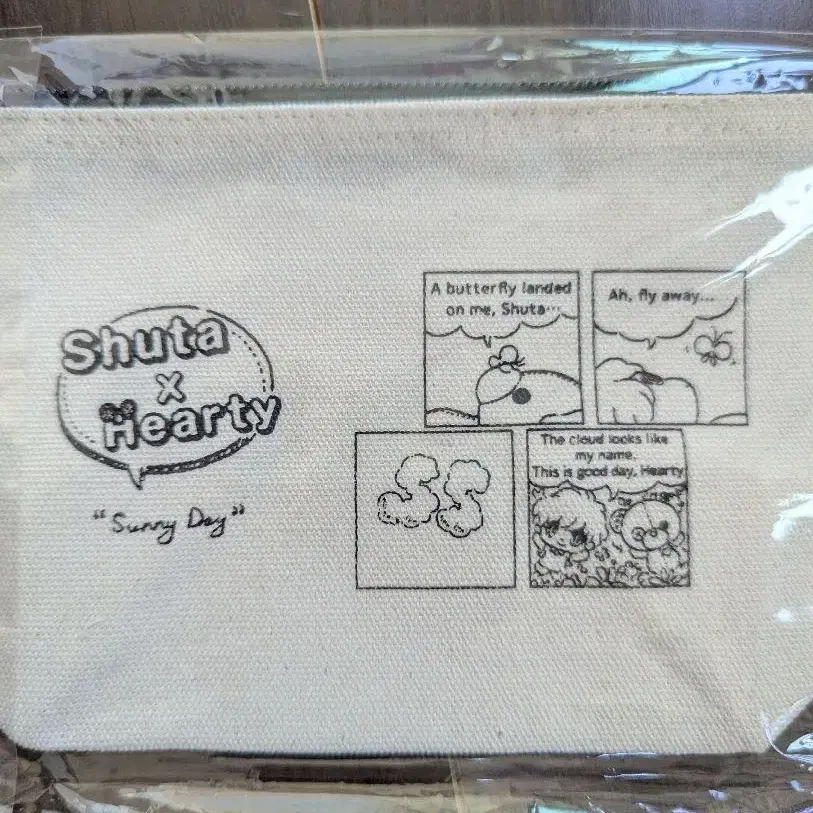 Shuta
x
Hearty
"Sunny Day"
A butterfly landed
on me, Shuta…
Ah, fly away...
SS
The cloud looks like
my name.
This is good day, Hearty